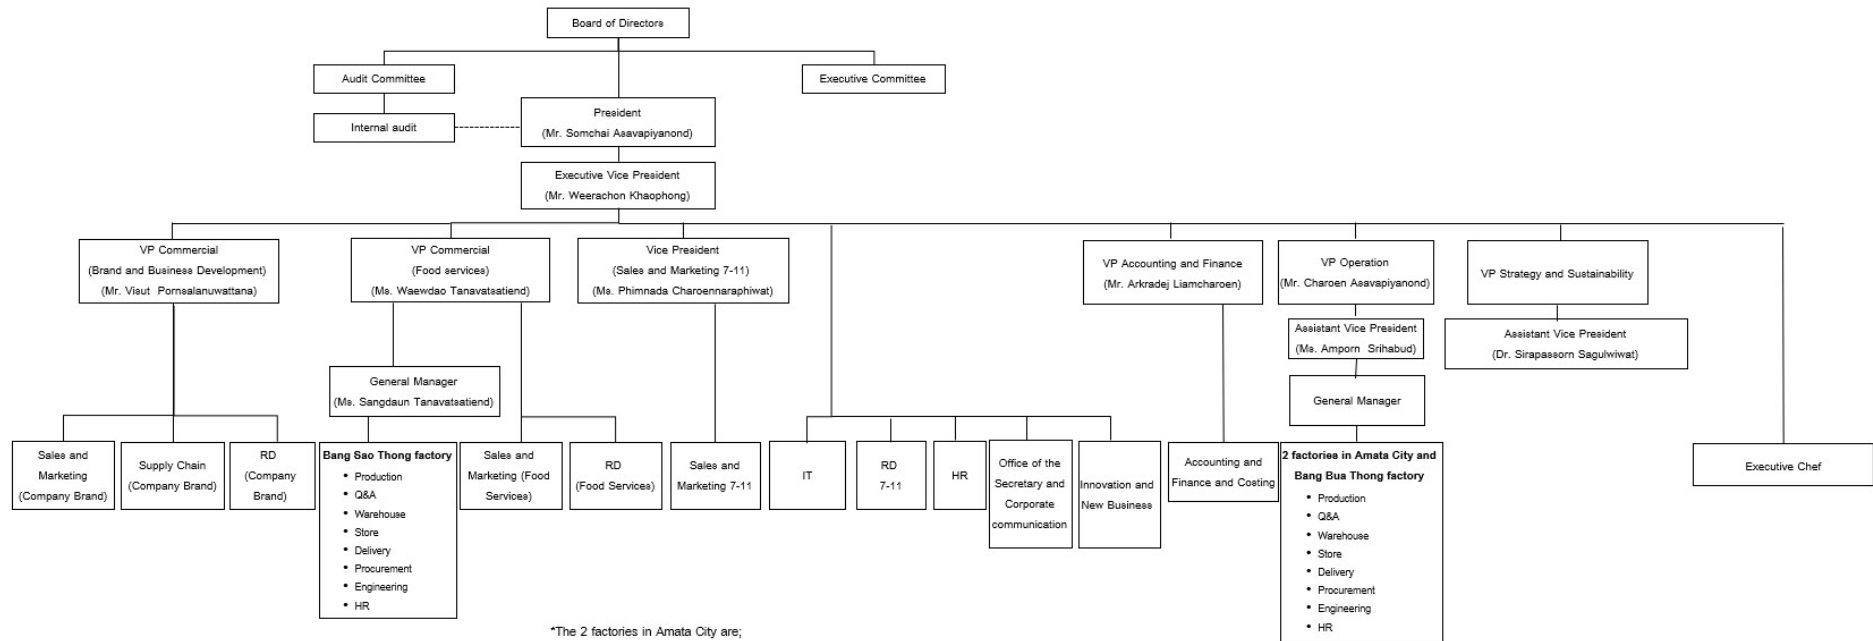 Board of Directors
Audit Committee
Executive Committee
Internal audit
President
(Mr. Somchai Asavapiyanond)
Executive Vice President
(Mr. Weerachon Khaophong)
VP Commercial
(Brand and Business Development)
(Mr. Visut Pornsalanuwattana)
VP Commercial
(Food services)
(Ms. Waewdao Tanavatsatiend)
Vice President
(Sales and Marketing 7-11)
(Ms. Phimnada Charoennaraphiwat)
VP Accounting and Finance
(Mr. Arkradej Liamcharoen)
VP Operation
(Mr. Charoen Asavapiyanond)
VP Strategy and Sustainability
Assistant Vice President
(Ms. Amporn Srihabud)
Assistant Vice President
(Dr. Sirapassorn Sagulwiwat)
General Manager
(Ms. Sangdaun Tanavatsatiend)
General Manager
Sales and
Marketing
(Company Brand)
Supply Chain
(Company Brand)
RD
(Company
Brand)
Bang Sao Thong factory
• Production
• Q&A
• Warehouse
• Store
• Delivery
• Procurement
• Engineering
• HR
Sales and
Marketing (Food
Services)
RD
(Food Services)
Sales and
Marketing 7-11
IT
RD
7-11
HR
Office of the
Secretary and
Corporate
communication
Innovation and
New Business
Accounting and
Finance and Costing
2 factories in Amata City and
Bang Bua Thong factory
• Production
• Q&A
• Warehouse
• Store
• Delivery
• Procurement
• Engineering
• HR
Executive Chef
*The 2 factories in Amata City are;